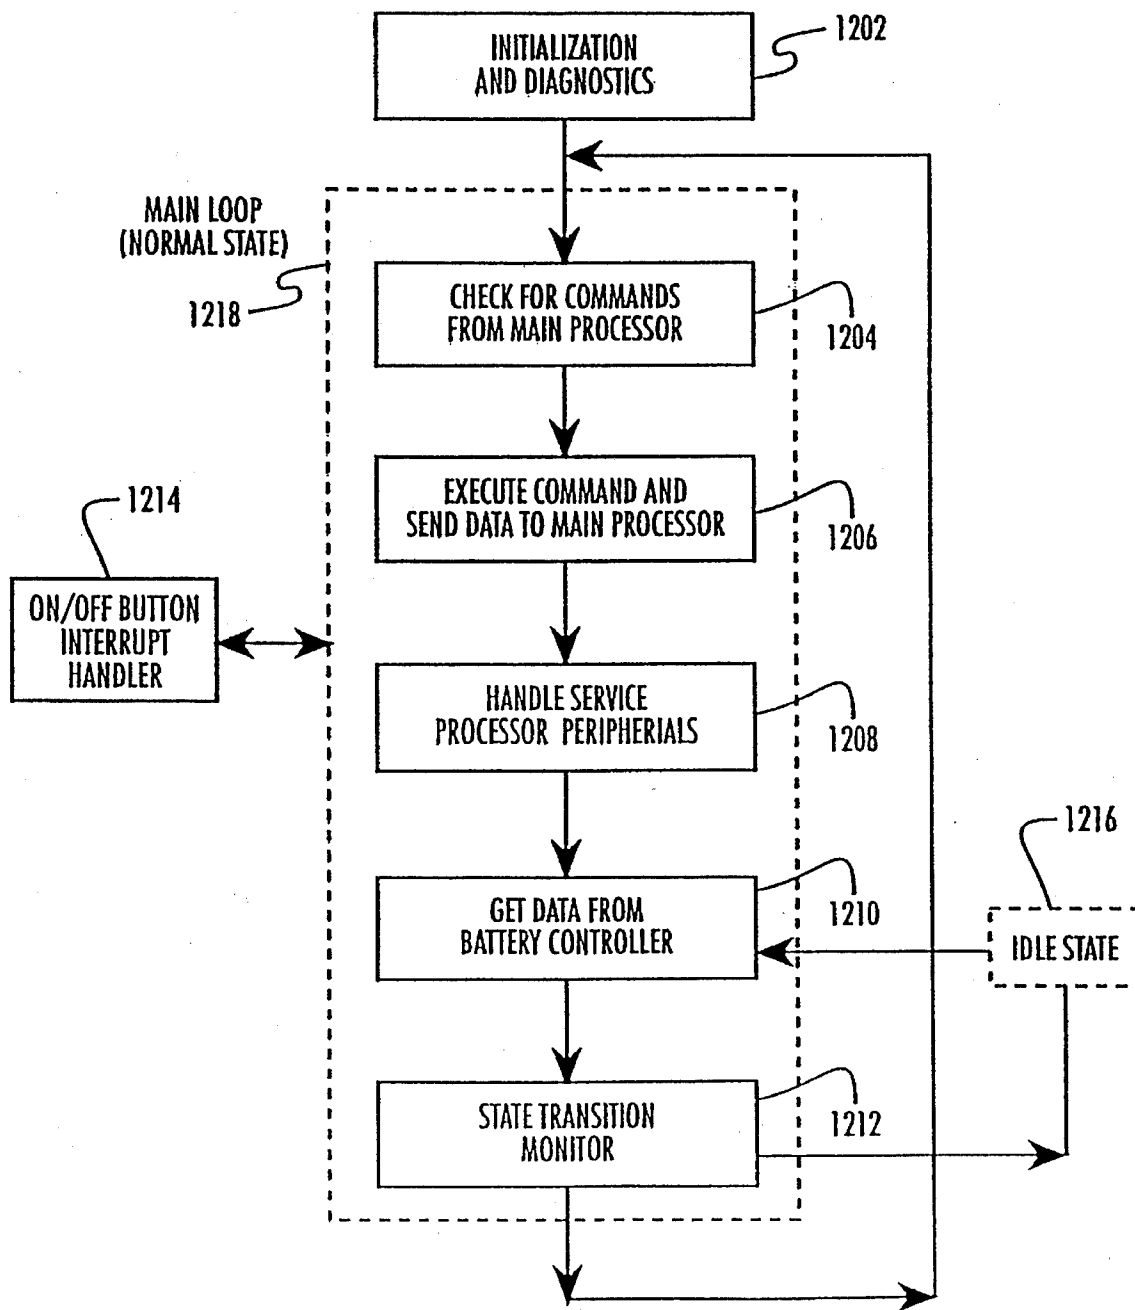 INITIALIZATION
AND DIAGNOSTICS
1202
MAIN LOOP
(NORMAL STATE)
1218
CHECK FOR COMMANDS
FROM MAIN PROCESSOR
1204
EXECUTE COMMAND AND
SEND DATA TO MAIN PROCESSOR
1206
1214
ON/OFF BUTTON
INTERRUPT
HANDLER
HANDLE SERVICE
PROCESSOR PERIPHERIALS
1208
GET DATA FROM
BATTERY CONTROLLER
1210
1216
IDLE STATE
STATE TRANSITION
MONITOR
1212